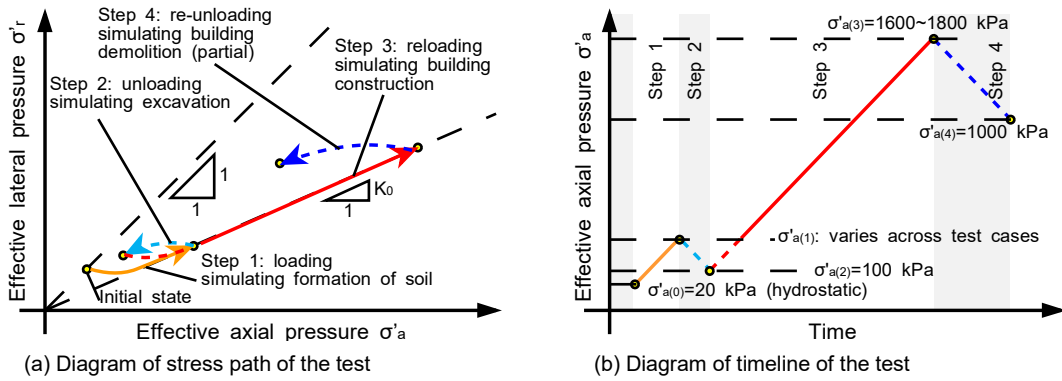 Step 4: re-unloading
simulating building
demolition (partial)
Step 3: reloading
simulating building
construction
Step 2: unloading
simulating excavation
1
1
K0
1
Step 1: loading
simulating formation
of soil
Initial state
Effective lateral pressure σ'r
Effective axial pressure σ'a
(a) Diagram of stress path of the test
σ'a(3)=1600~1800 kPa
Step 1
Step 2
Step 3
Step 4
σ'a(4)=1000 kPa
σ'a(1): varies across test cases
σ'a(2)=100 kPa
σ'a(0)=20 kPa (hydrostatic)
Effective axial pressure σ'a
Time
(b) Diagram of timeline of the test